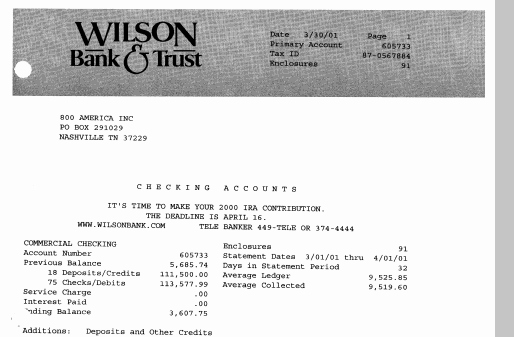 WILSON
Bank & Trust
Date 3/30/01 Page 1
Primary Account 605733
Tax ID 87-0567884
Enclosures 91
800 AMERICA INC
PO BOX 291029
NASHVILLE TN 37229
CHECKING ACCOUNTS
IT'S TIME TO MAKE YOUR 2000 IRA CONTRIBUTION.
THE DEADLINE IS APRIL 16.
WWW.WILSONBANK.COM TELE BANKER 449-TELE OR 374-4444
COMMERCIAL CHECKING
Account Number 605733
Previous Balance 5,685.74
18 Deposits/Credits 111,500.00
75 Checks/Debits 113,577.99
Service Charge .00
Interest Paid .00
nding Balance 3,607.75
Enclosures 91
Statement Dates 3/01/01 thru 4/01/01
Days in Statement Period 32
Average Ledger 9,525.85
Average Collected 9,519.60
Additions: Deposits and Other Credits